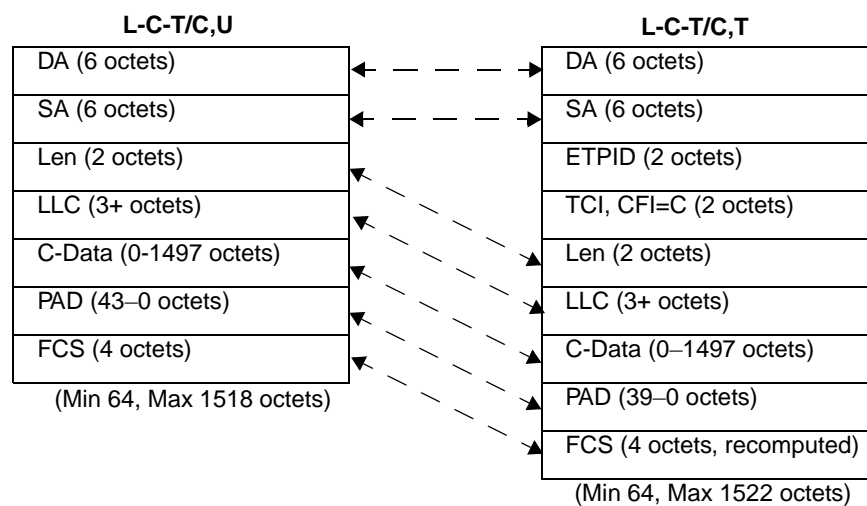 L-C-T/C,U
DA (6 octets)
SA (6 octets)
Len (2 octets)
LLC (3+ octets)
C-Data (0-1497 octets)
PAD (43–0 octets)
FCS (4 octets)
(Min 64, Max 1518 octets)
L-C-T/C,T
DA (6 octets)
SA (6 octets)
ETPID (2 octets)
TCI, CFI=C (2 octets)
Len (2 octets)
LLC (3+ octets)
C-Data (0–1497 octets)
PAD (39–0 octets)
FCS (4 octets, recomputed)
(Min 64, Max 1522 octets)